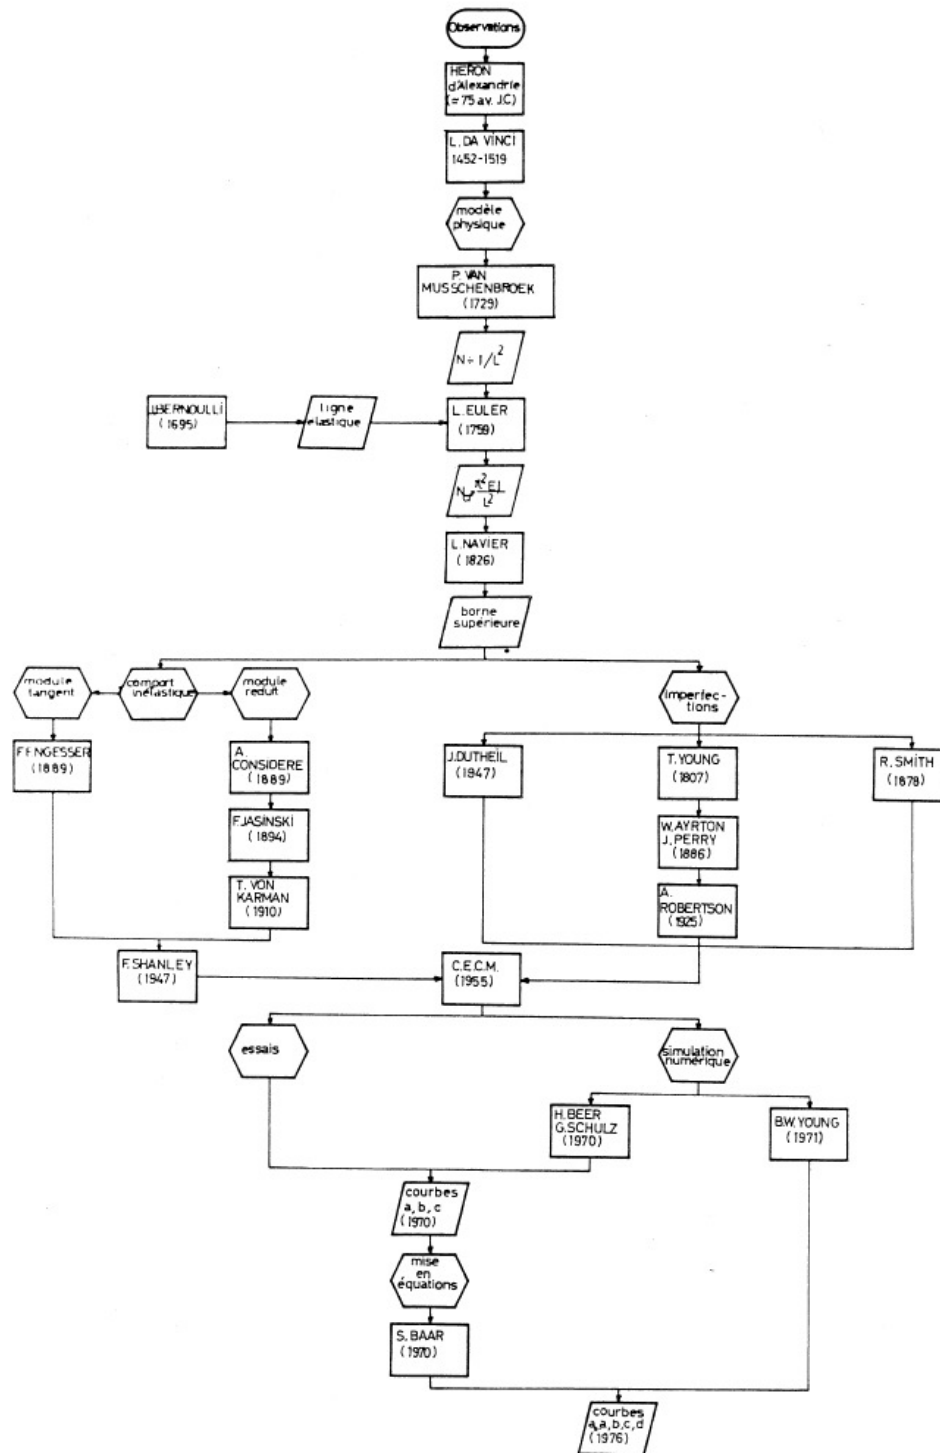 Observations
HERON
d'Alexandrie
(=75 av. J.C)
L. DA VINCI
1452-1519
modèle
physique
P. VAN
MUSSCHENBROEK
(1729)
N÷1/L²
J.BERNOULLI
(1695)
ligne
élastique
L. EULER
(1759)
π²EI
L²
L.NAVIER
(1826)
borne
supérieure
module
tangent
comport
inélastique
module
reduit
imperfec-
tions
F.ENGESSER
(1889)
A.
CONSIDERE
(1889)
J.DUTHEIL
(1947)
T. YOUNG
(1807)
R. SMITH
(1878)
F.JASINSKI
(1894)
W.AYRTON
J. PERRY
(1886)
T. VON
KARMAN
(1910)
A.
ROBERTSON
(1925)
F. SHANLEY
(1947)
C.E.C.M.
(1955)
essais
simulation
numérique
H. BEER
G.SCHULZ
(1970)
B.W. YOUNG
(1971)
courbes
a, b, c
(1970)
mise
en
équations
S. BAAR
(1970)
courbes
a,b,c,d
(1976)